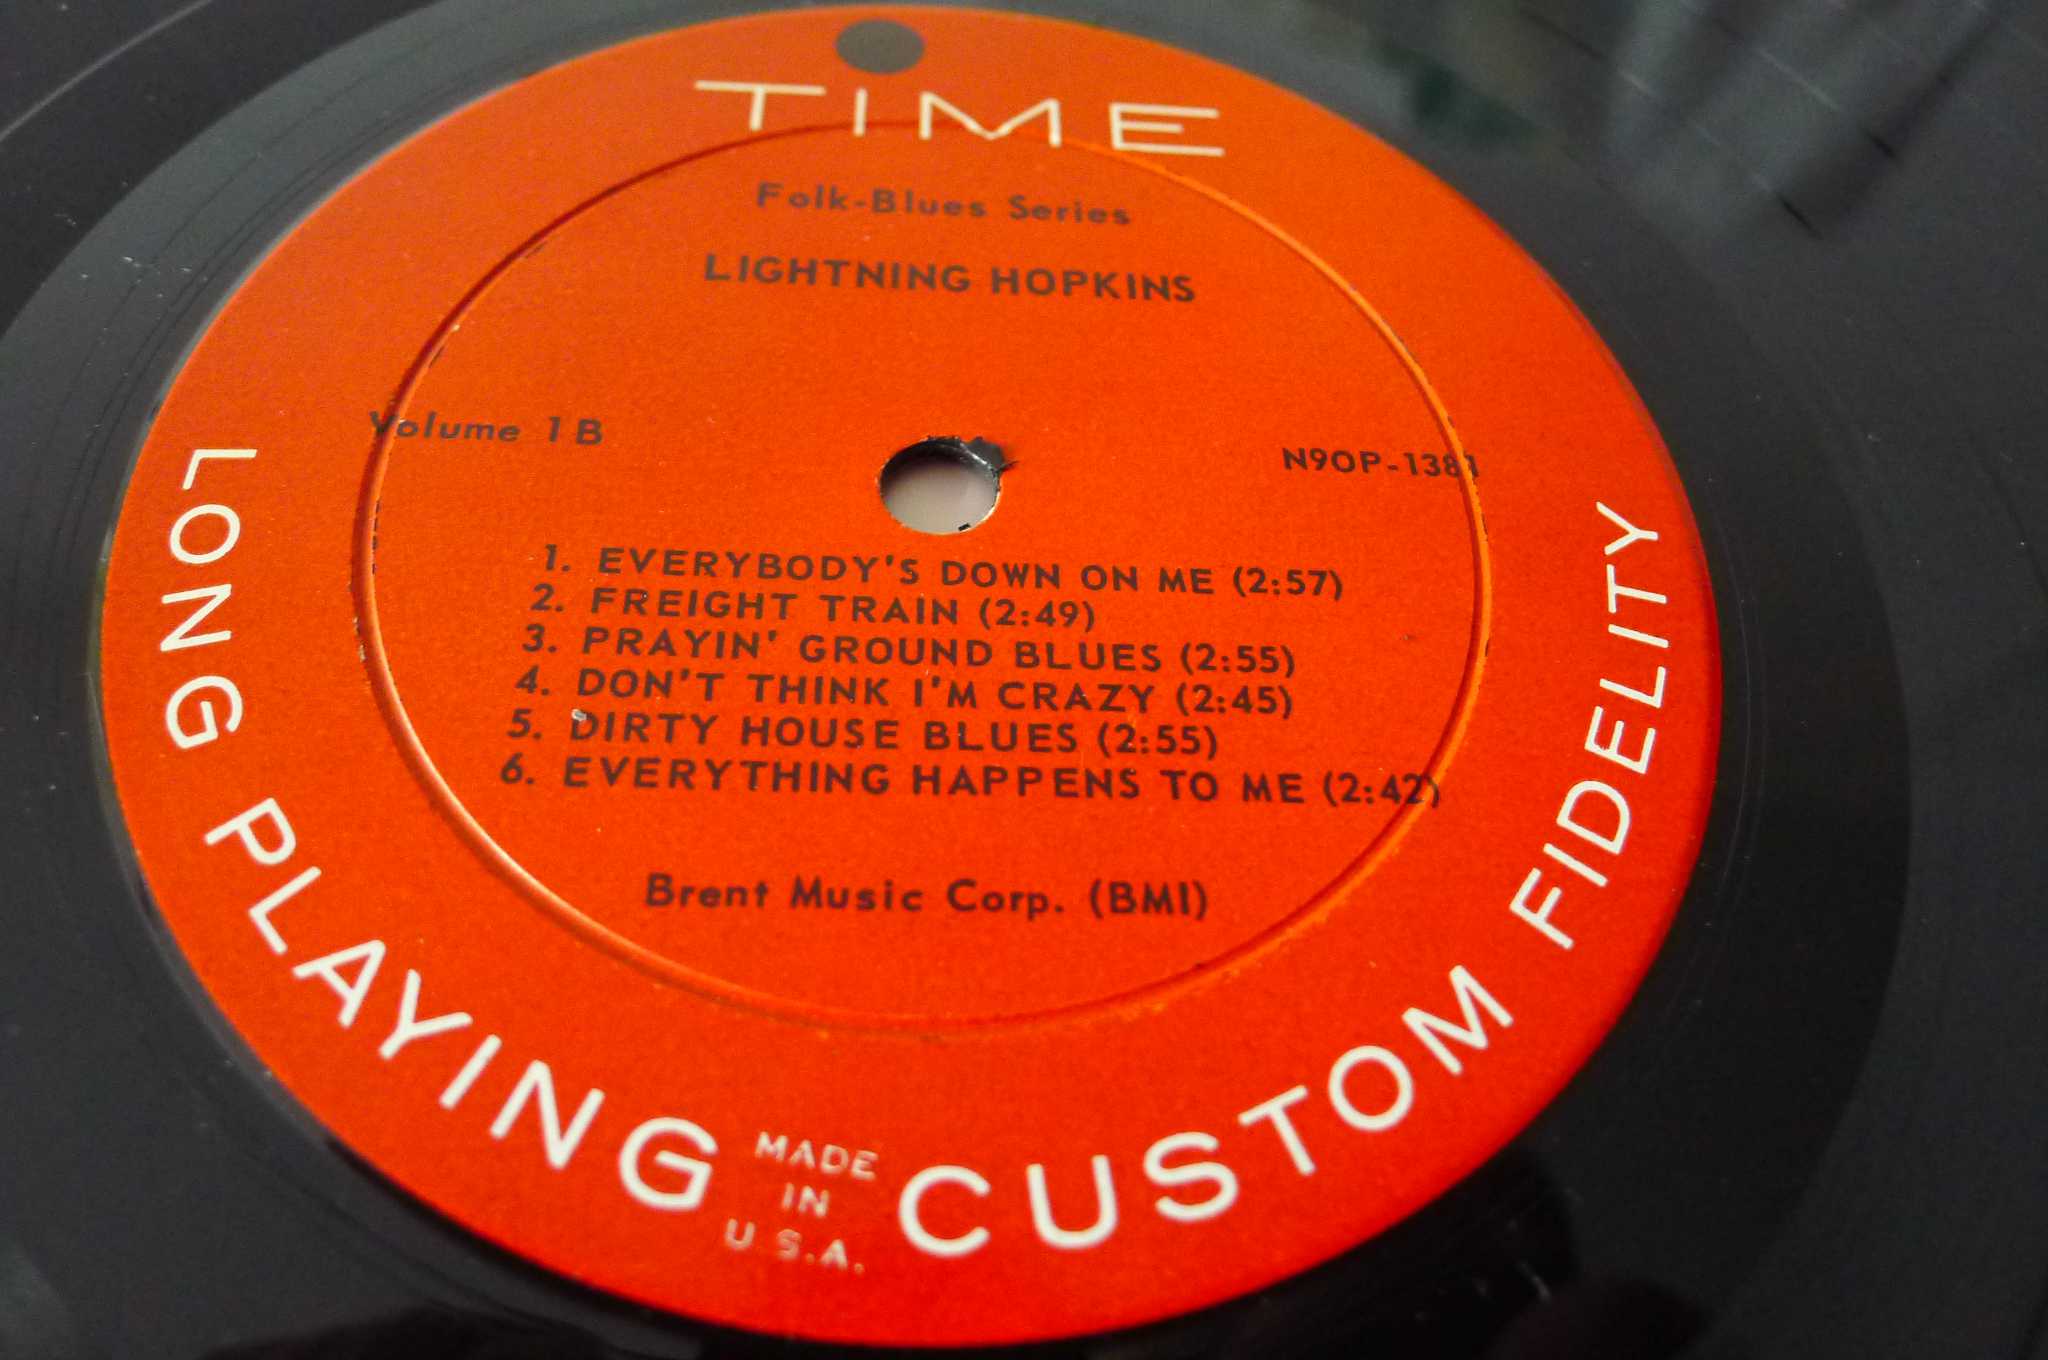 TIME
Folk-Blues Series
LIGHTNING HOPKINS
Volume 1B
N9OP-1381
1. EVERYBODY'S DOWN ON ME (2:57)
2. FREIGHT TRAIN (2:49)
3. PRAYIN' GROUND BLUES (2:55)
4. DON'T THINK I'M CRAZY (2:45)
5. DIRTY HOUSE BLUES (2:55)
6. EVERYTHING HAPPENS TO ME (2:42)
Brent Music Corp. (BMI)
LONG PLAYING CUSTOM FIDELITY
MADE
IN
U.S.A.